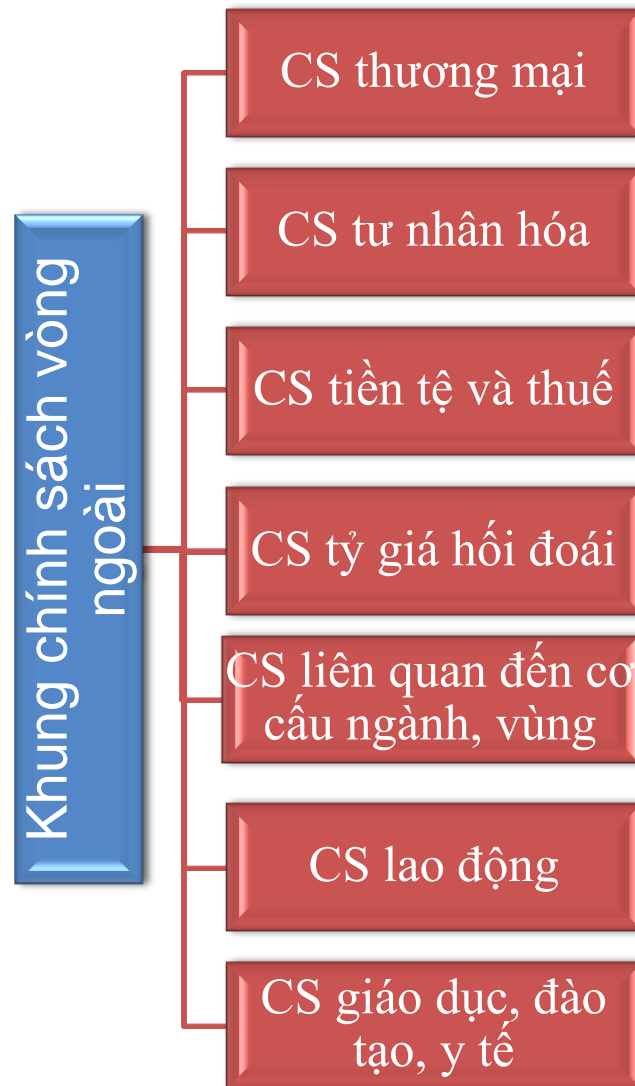 Khung chính sách vòng
ngoài
CS thương mại
CS tư nhân hóa
CS tiền tệ và thuế
CS tỷ giá hối đoái
CS liên quan đến cơ
cấu ngành, vùng
CS lao động
CS giáo dục, đào
tạo, y tế